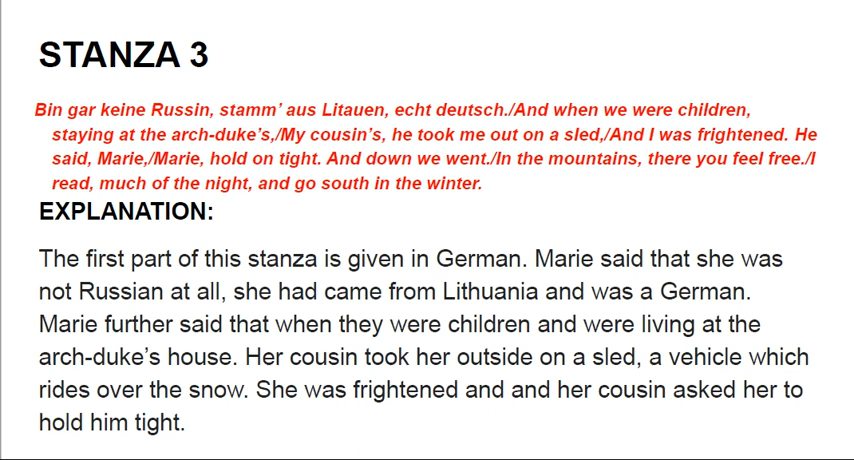 STANZA 3
Bin gar keine Russin, stamm’ aus Litauen, echt deutsch./And when we were children,
staying at the arch-duke’s,/My cousin’s, he took me out on a sled,/And I was frightened. He
said, Marie,/Marie, hold on tight. And down we went./In the mountains, there you feel free./I
read, much of the night, and go south in the winter.
EXPLANATION:
The first part of this stanza is given in German. Marie said that she was
not Russian at all, she had came from Lithuania and was a German.
Marie further said that when they were children and were living at the
arch-duke’s house. Her cousin took her outside on a sled, a vehicle which
rides over the snow. She was frightened and and her cousin asked her to
hold him tight.